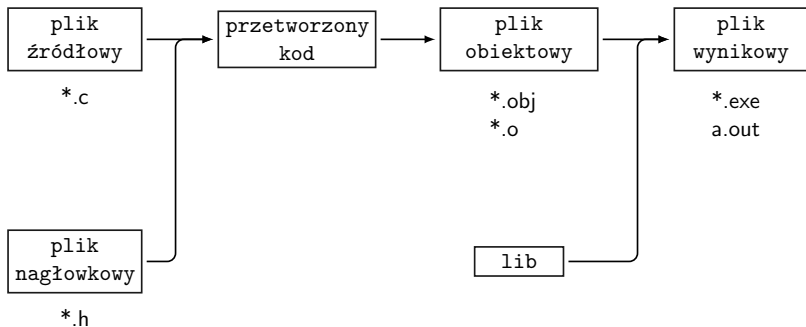 plik
źródłowy
*.c
przetworzony
kod
plik
obiektowy
*.obj
*.o
plik
wynikowy
*.exe
a.out
plik
nagłowkowy
*.h
lib